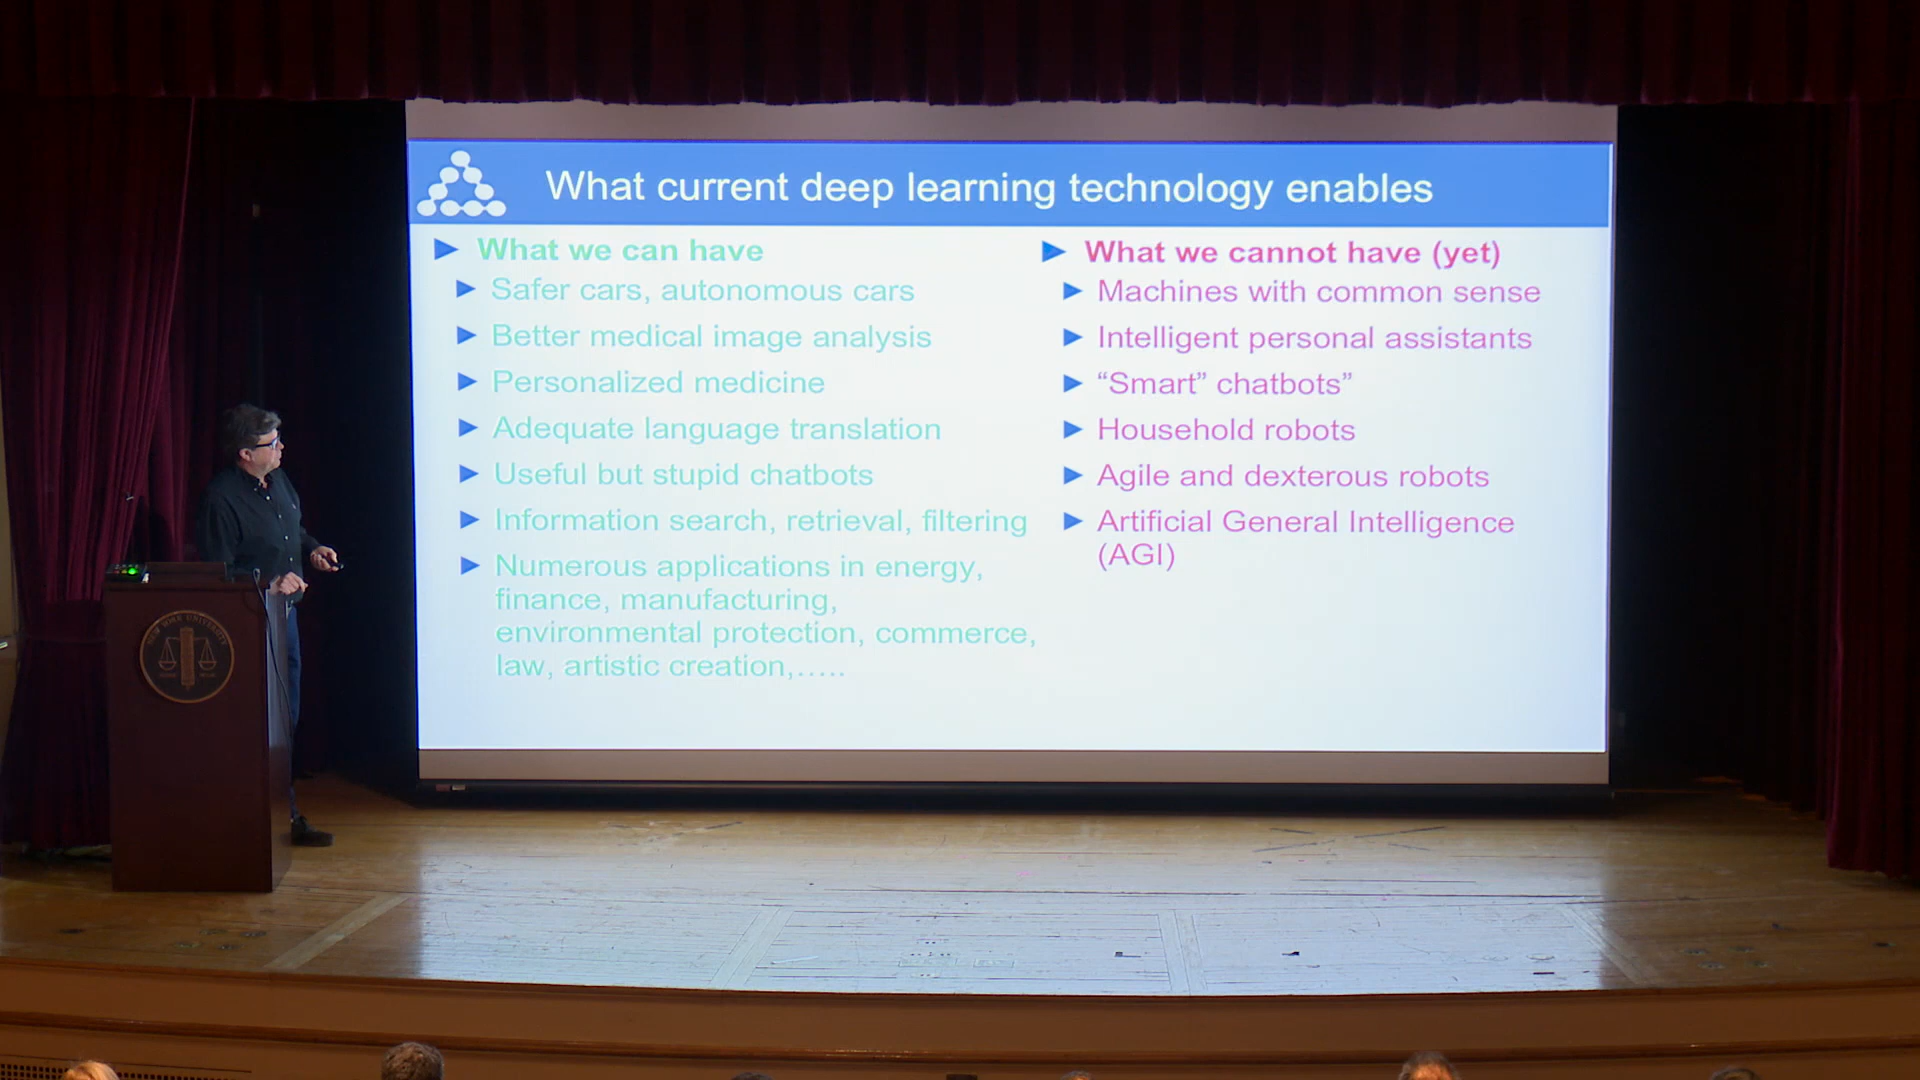 What current deep learning technology enables
What we can have
Safer cars, autonomous cars
Better medical image analysis
Personalized medicine
Adequate language translation
Useful but stupid chatbots
Information search, retrieval, filtering
Numerous applications in energy,
finance, manufacturing,
environmental protection, commerce,
law, artistic creation,…..
What we cannot have (yet)
Machines with common sense
Intelligent personal assistants
“Smart” chatbots”
Household robots
Agile and dexterous robots
Artificial General Intelligence
(AGI)
NEW YORK UNIVERSITY